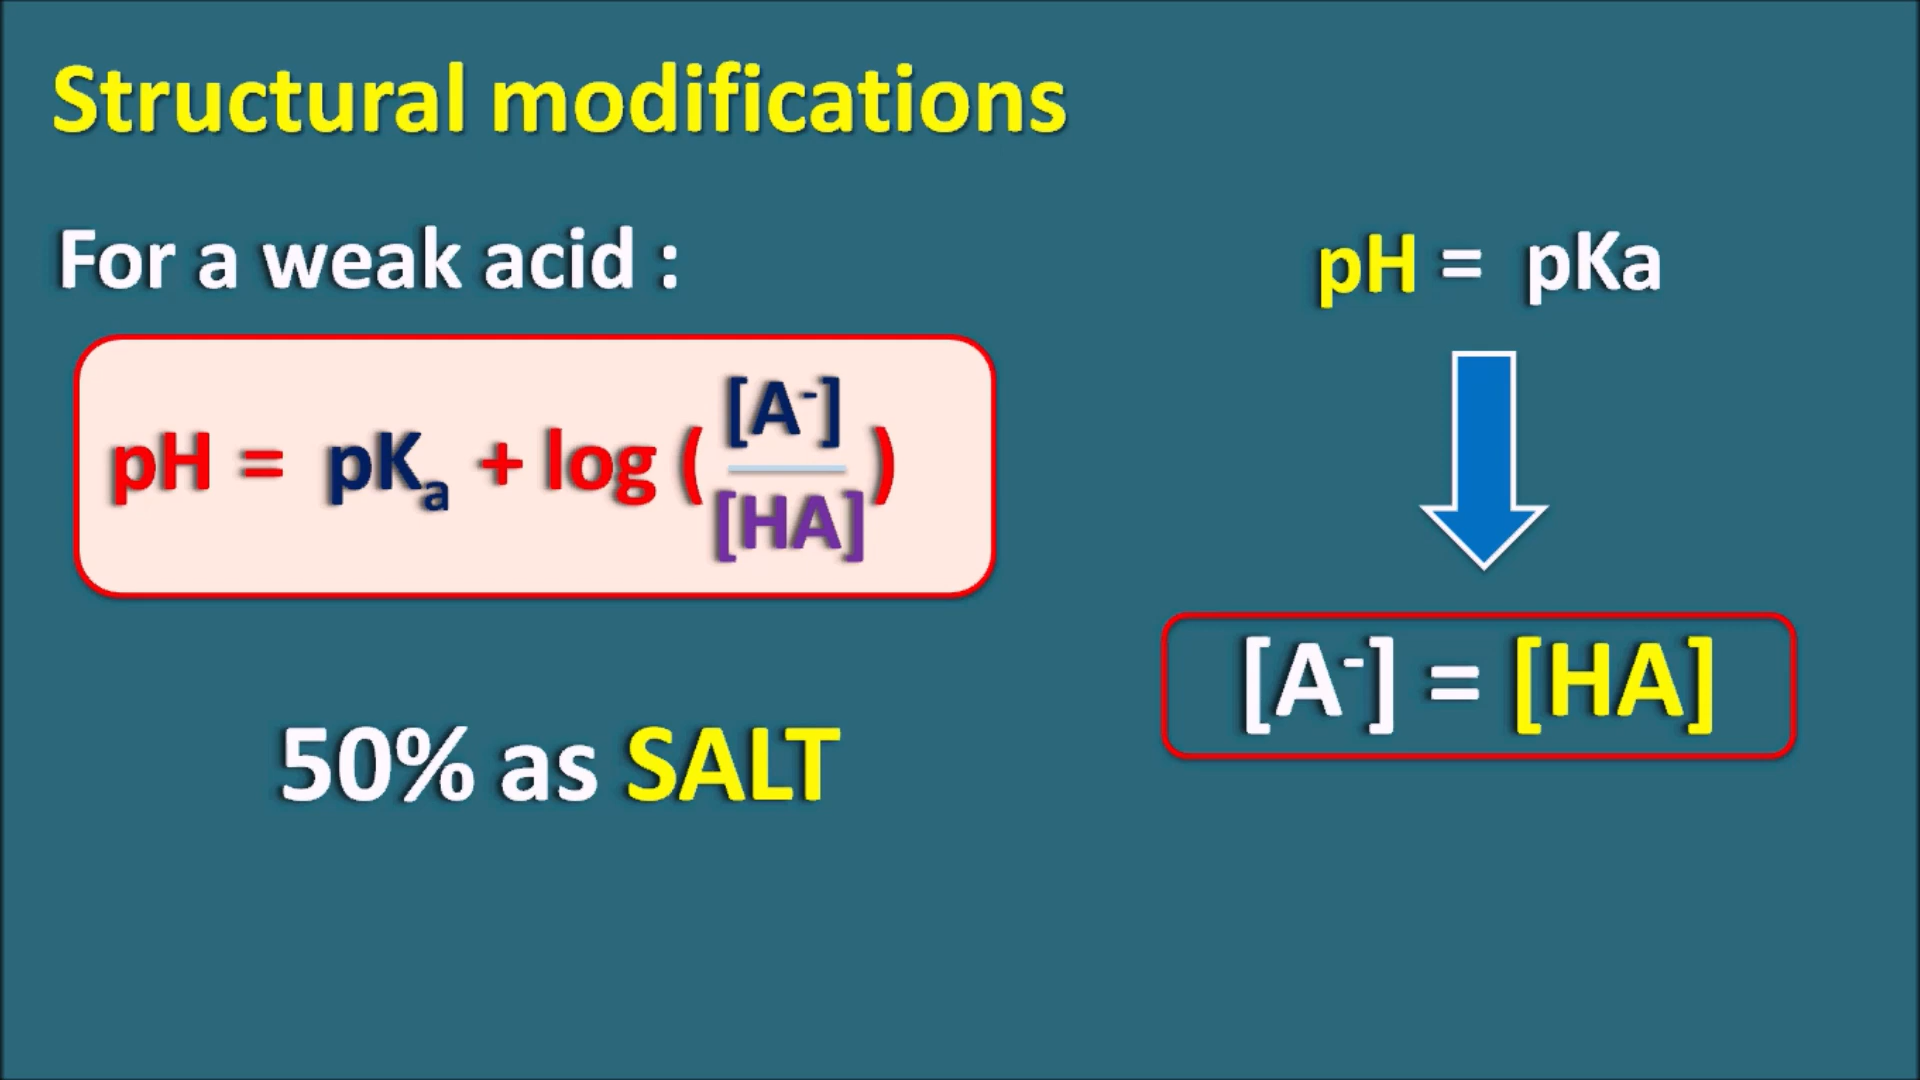 Structural modifications
For a weak acid :
pH = pKₐ + log ( [A⁻] / [HA] )
50% as SALT
pH = pKa
[A⁻] = [HA]